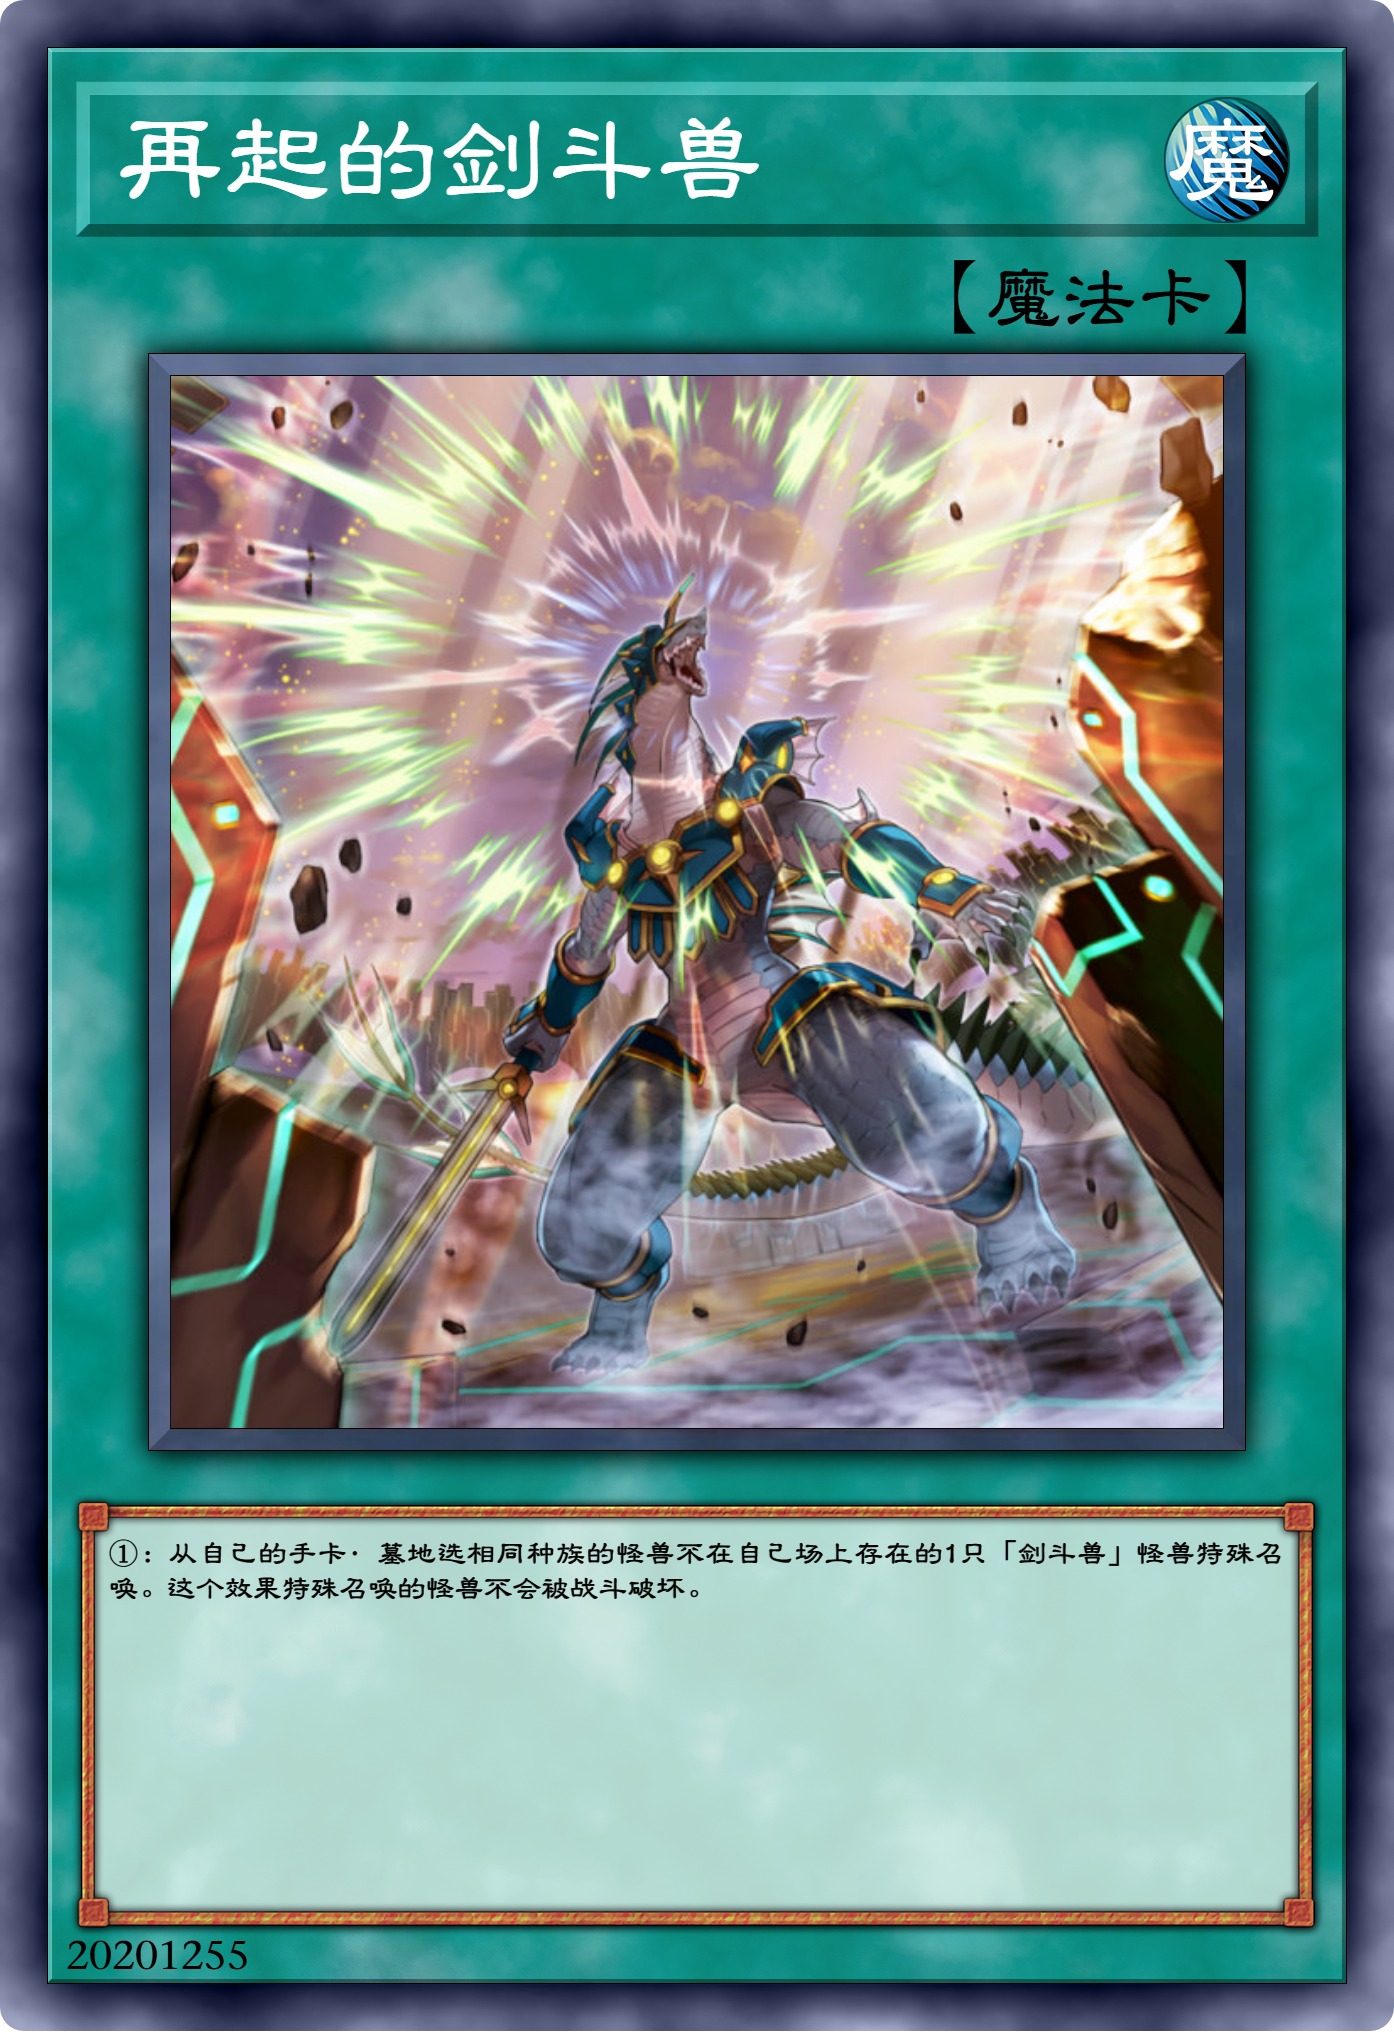 再起的剑斗兽
魔
【魔法卡】
①：从自己的手卡·墓地选相同种族的怪兽不在自己场上存在的1只「剑斗兽」怪兽特殊召
唤。这个效果特殊召唤的怪兽不会被战斗破坏。
20201255